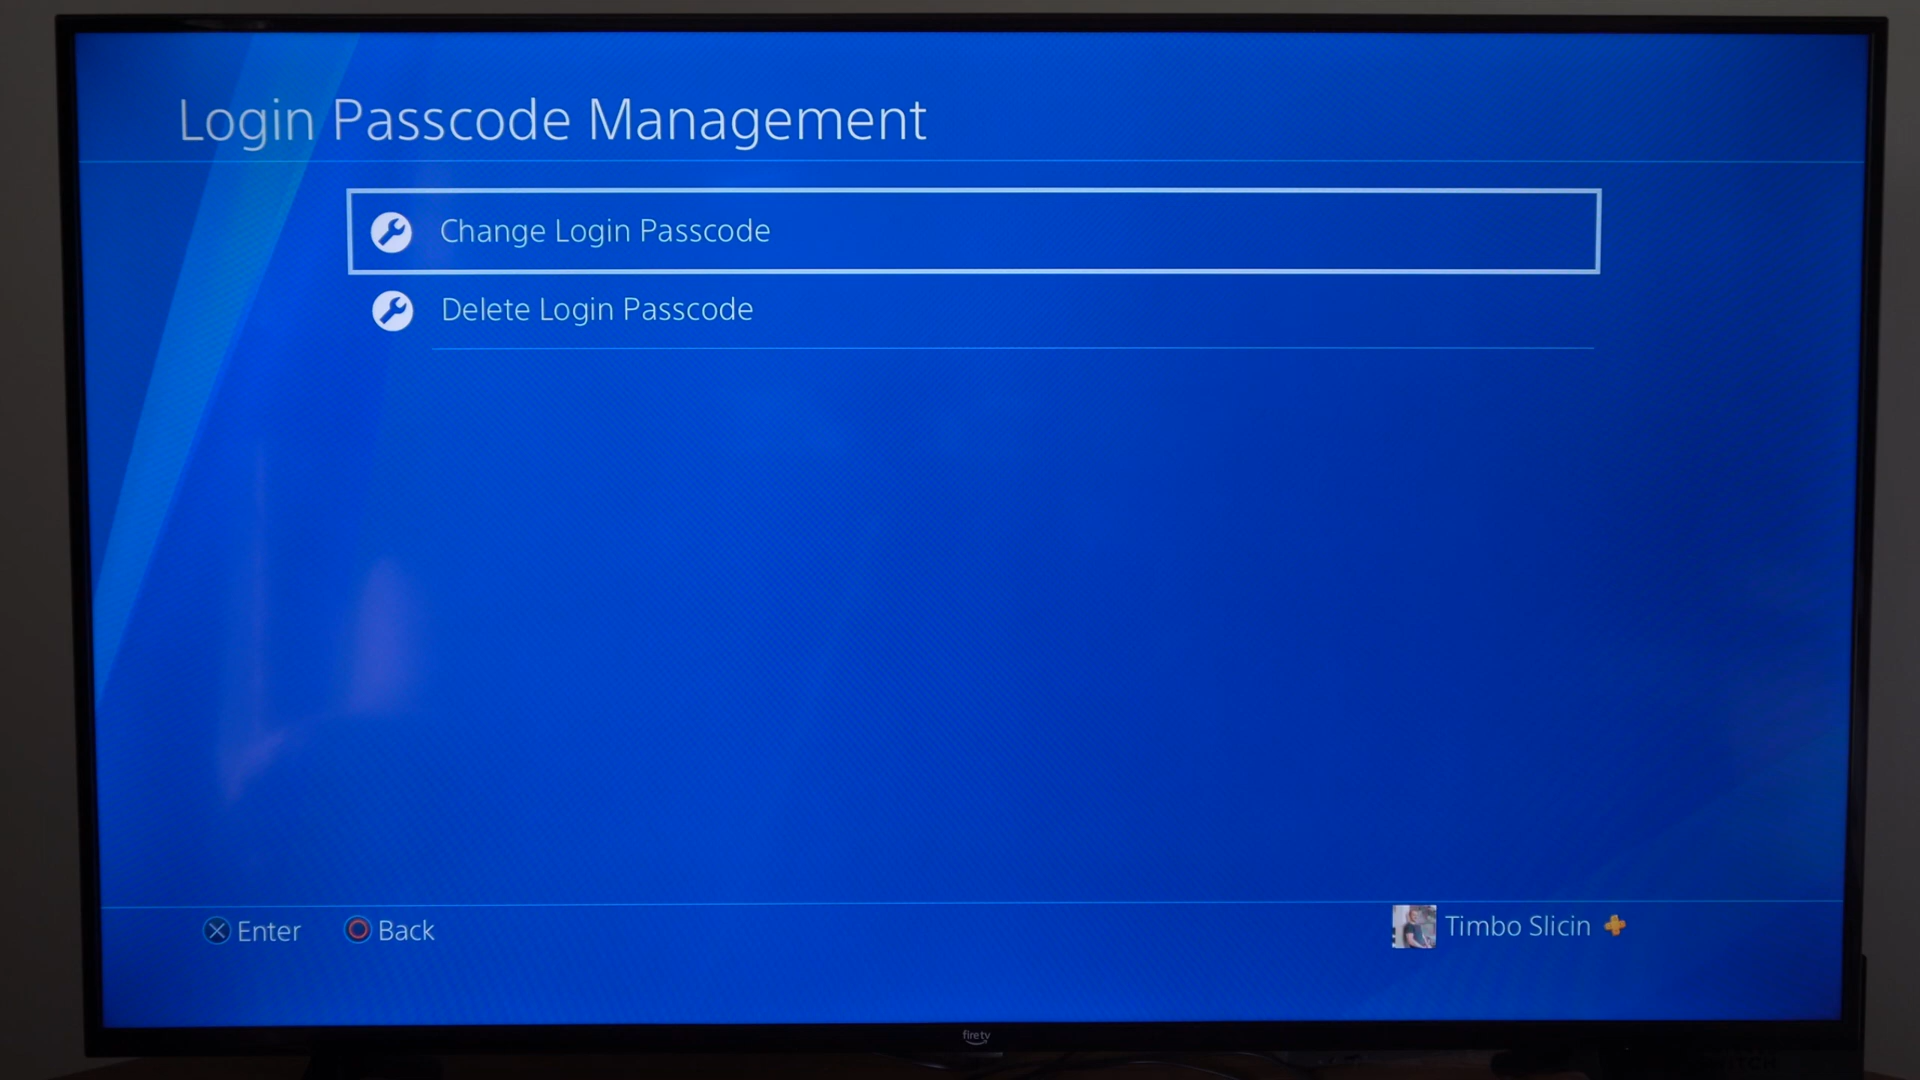 Login Passcode Management
Change Login Passcode
Delete Login Passcode
Enter
Back
Timbo Slicin
firetv